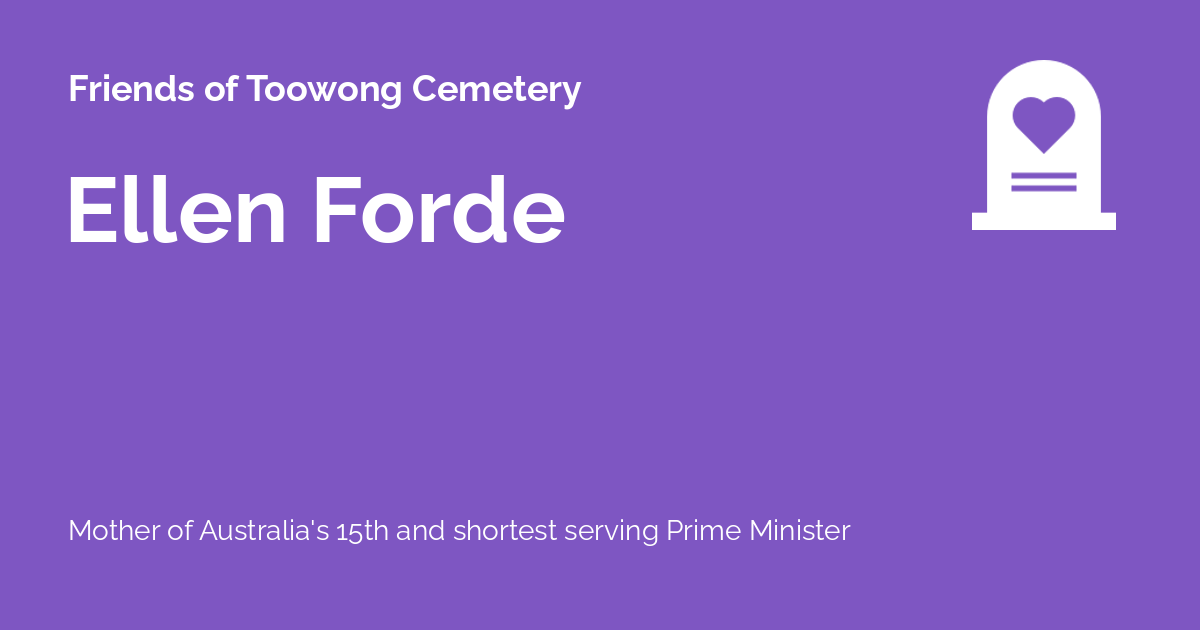 Friends of Toowong Cemetery
Ellen Forde
Mother of Australia's 15th and shortest serving Prime Minister